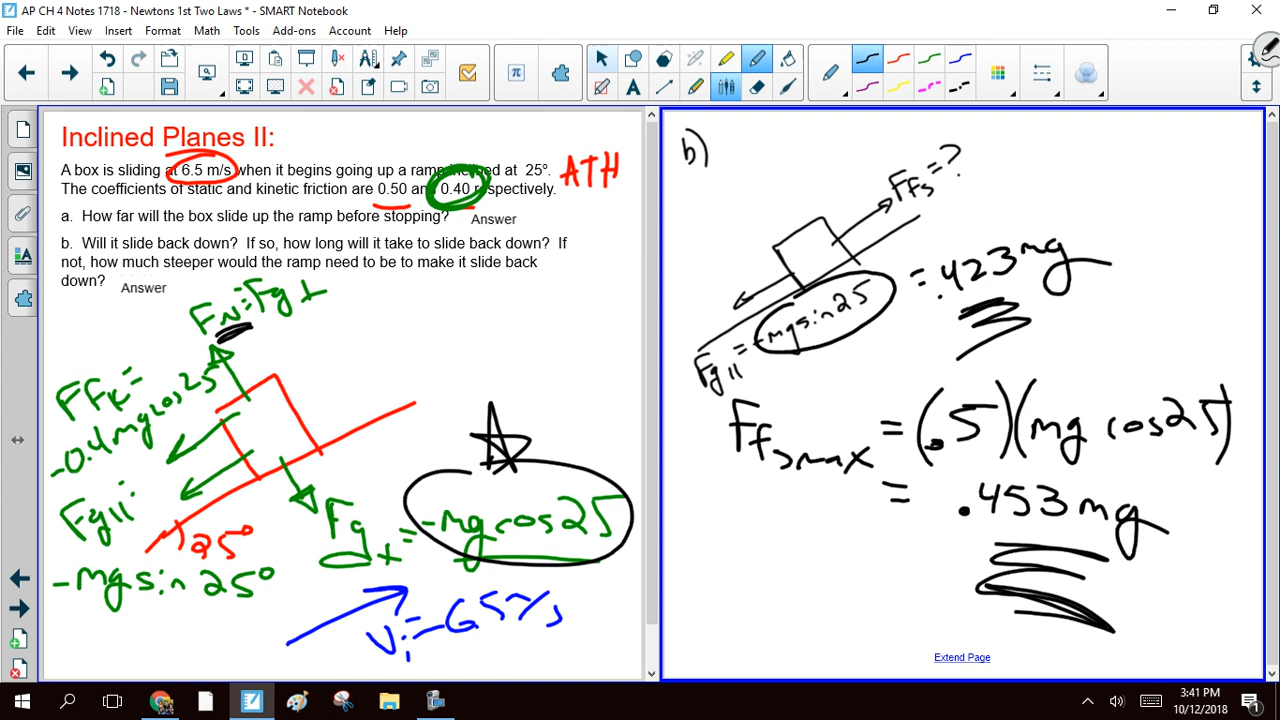 AP CH 4 Notes 1718 - Newtons 1st Two Laws * - SMART Notebook
File Edit View Insert Format Math Tools Add-ons Account Help
Inclined Planes II:
A box is sliding at 6.5 m/s when it begins going up a ramp inclined at 25º.
The coefficients of static and kinetic friction are 0.50 and 0.40 respectively.
ATH
a. How far will the box slide up the ramp before stopping? Answer
b. Will it slide back down? If so, how long will it take to slide back down? If
not, how much steeper would the ramp need to be to make it slide back
down? Answer
FN=Fg⊥
FFK=
-0.4mgcos25
Fg||
-mgsin25°
25°
Fg⊥ = -mgcos25
Vi=6.5m/s
b)
FFs=?
Fg|| = -mgsin25 = .423mg
Ffsmax = (.5)(mg cos25)
= .453mg
Extend Page
3:41 PM
10/12/2018